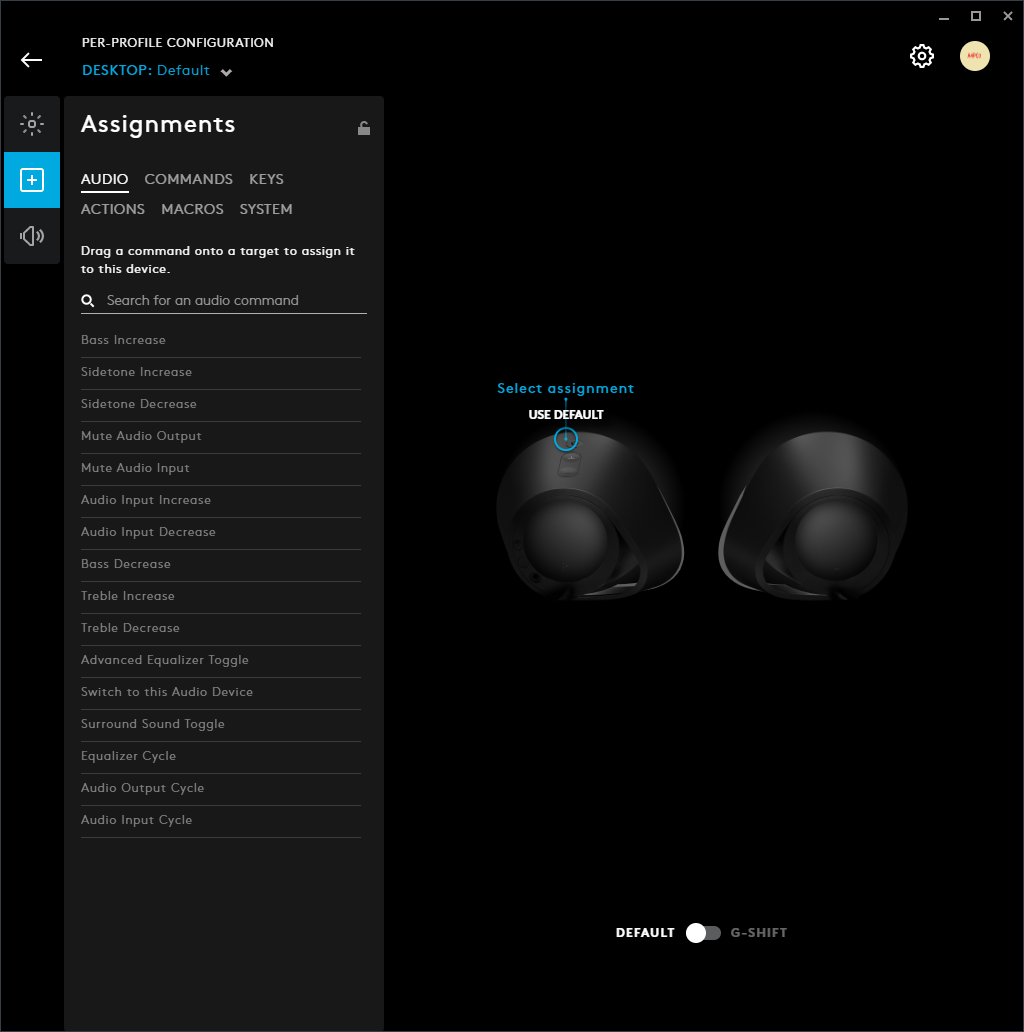 PER-PROFILE CONFIGURATION
DESKTOP: Default
Assignments
AUDIO COMMANDS KEYS
ACTIONS MACROS SYSTEM
Drag a command onto a target to assign it
to this device.
Search for an audio command
Bass Increase
Sidetone Increase
Sidetone Decrease
Mute Audio Output
Mute Audio Input
Audio Input Increase
Audio Input Decrease
Bass Decrease
Treble Increase
Treble Decrease
Advanced Equalizer Toggle
Switch to this Audio Device
Surround Sound Toggle
Equalizer Cycle
Audio Output Cycle
Audio Input Cycle
Select assignment
USE DEFAULT
DEFAULT G-SHIFT